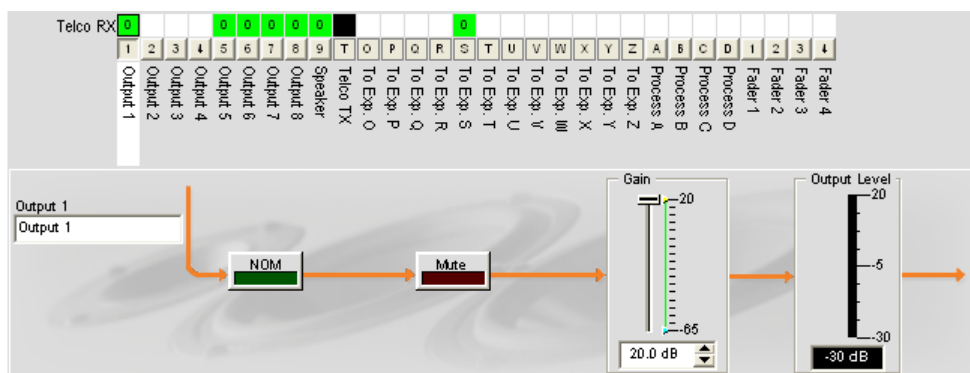 Telco RX 0 0 0 0 0 0 0
1 2 3 4 5 6 7 8 9 T O P Q R S T U V W X Y Z A B C D 1 2 3 4
Output 1
Output 2
Output 3
Output 4
Output 5
Output 6
Output 7
Output 8
Speaker
Telco TX
To Exp. O
To Exp. P
To Exp. Q
To Exp. R
To Exp. S
To Exp. T
To Exp. U
To Exp. V
To Exp. W
To Exp. X
To Exp. Y
To Exp. Z
Process A
Process B
Process C
Process D
Fader 1
Fader 2
Fader 3
Fader 4
Output 1
Output 1
NOM
Mute
Gain
20
-65
20.0 dB
Output Level
20
-5
-30
-30 dB